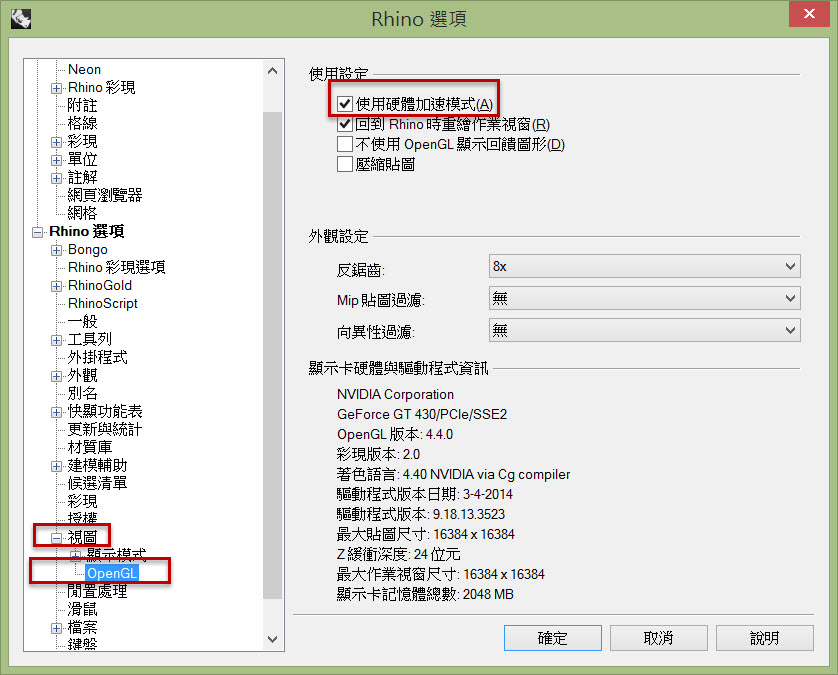 Rhino 選項
Neon
Rhino 彩現
附註
格線
彩現
單位
註解
網頁瀏覽器
網格
Rhino 選項
Bongo
Rhino 彩現選項
RhinoGold
RhinoScript
一般
工具列
外掛程式
外觀
別名
快顯功能表
更新與統計
材質庫
建模輔助
候選清單
彩現
授權
視圖
顯示模式
OpenGL
閒置處理
滑鼠
檔案
鍵盤
使用設定
使用硬體加速模式(A)
回到 Rhino 時重繪作業視窗(R)
不使用 OpenGL 顯示回饋圖形(D)
壓縮貼圖
外觀設定
反鋸齒: 8x
Mip 貼圖過濾: 無
向異性過濾: 無
顯示卡硬體與驅動程式資訊
NVIDIA Corporation
GeForce GT 430/PCIe/SSE2
OpenGL 版本: 4.4.0
彩現版本: 2.0
著色語言: 4.40 NVIDIA via Cg compiler
驅動程式版本日期: 3-4-2014
驅動程式版本: 9.18.13.3523
最大貼圖尺寸: 16384 x 16384
Z 緩衝深度: 24 位元
最大作業視窗尺寸: 16384 x 16384
顯示卡記憶體總數: 2048 MB
確定 取消 說明